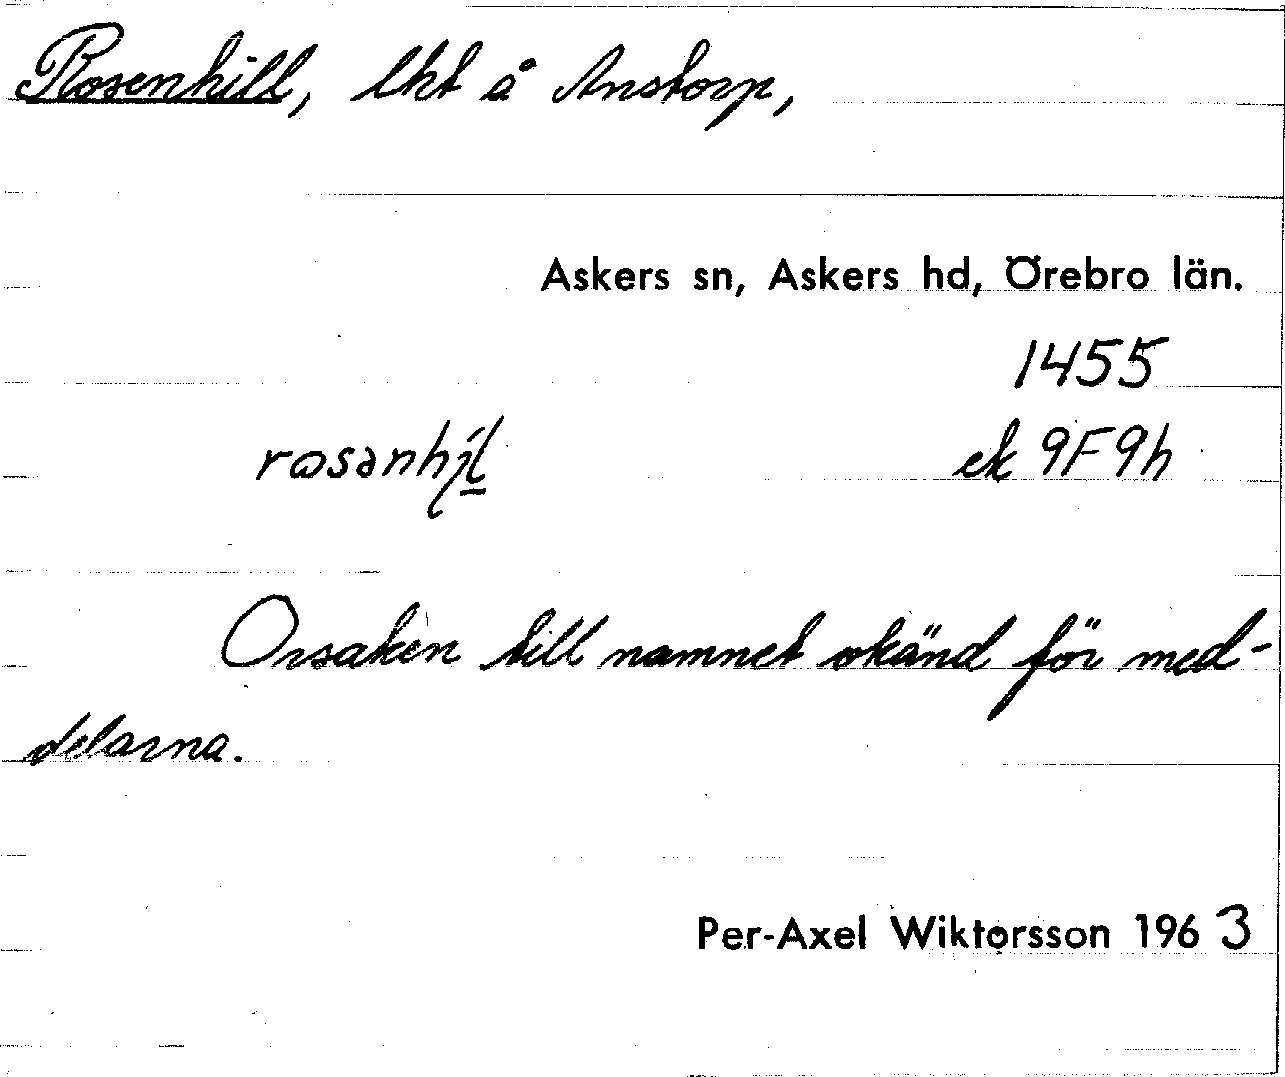 Rosenhill, lht å Anstorp,
Askers sn, Askers hd, Örebro län.
1455
ek 9F9h
Orsaken till namnet okänd för med-
delarna.
Per-Axel Wiktorsson 1963